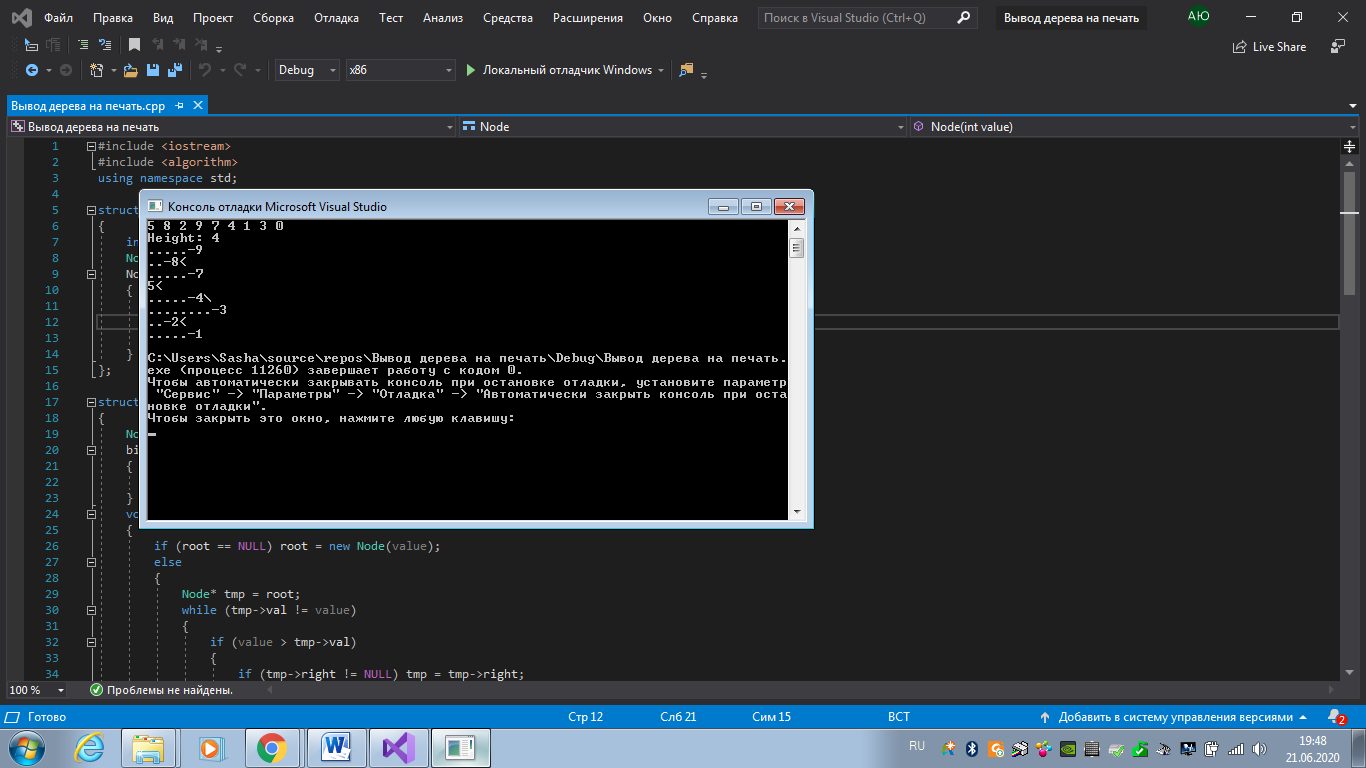 Файл Правка Вид Проект Сборка Отладка Тест Анализ Средства Расширения Окно Справка Поиск в Visual Studio (Ctrl+Q) Вывод дерева на печать АЮ
Live Share
Debug x86 Локальный отладчик Windows
Вывод дерева на печать.cpp
Вывод дерева на печать Node Node(int value)
1 #include <iostream>
2 #include <algorithm>
3 using namespace std;
4
5 struct
6 {
7 in
8 No
9 No
10 {
11
12
13
14 }
15 };
16
17 struct
18 {
19 No
20 bi
21 {
22
23 }
24 vo
25 {
26 if (root == NULL) root = new Node(value);
27 else
28 {
29 Node* tmp = root;
30 while (tmp->val != value)
31 {
32 if (value > tmp->val)
33 {
34 if (tmp->right != NULL) tmp = tmp->right;
Консоль отладки Microsoft Visual Studio
5 8 2 9 7 4 1 3 0
Height: 4
.....-9
..-8<
.....-7
5<
.....-4\
........-3
..-2<
.....-1
C:\Users\Sasha\source\repos\Вывод дерева на печать\Debug\Вывод дерева на печать.
exe (процесс 11260) завершает работу с кодом 0.
Чтобы автоматически закрывать консоль при остановке отладки, установите параметр
"Сервис" -> "Параметры" -> "Отладка" -> "Автоматически закрыть консоль при оста
новке отладки".
Чтобы закрыть это окно, нажмите любую клавишу:
100 % Проблемы не найдены.
Готово Стр 12 Слб 21 Сим 15 ВСТ Добавить в систему управления версиями 2
RU 19:48
21.06.2020